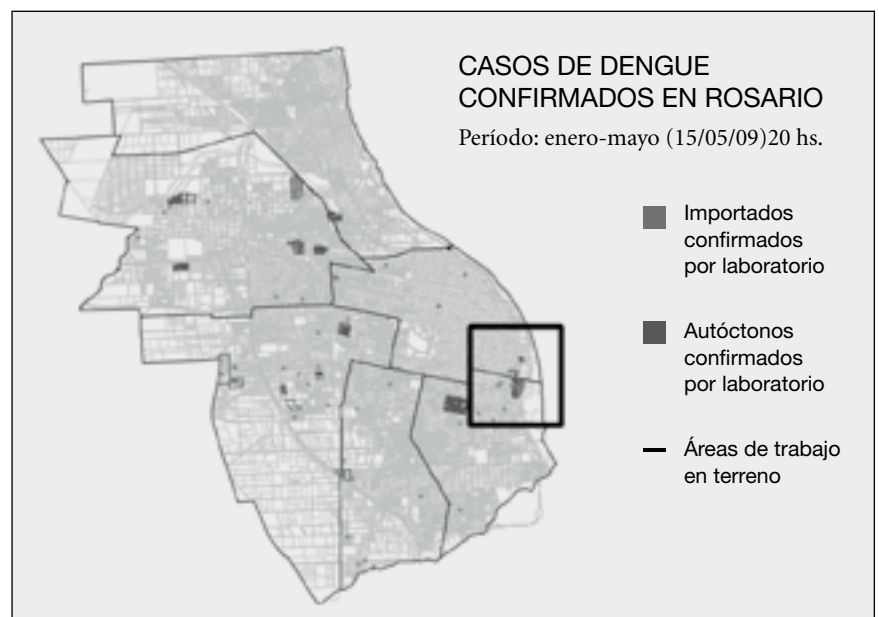 CASOS DE DENGUE
CONFIRMADOS EN ROSARIO
Período: enero-mayo (15/05/09)20 hs.
Importados
confirmados
por laboratorio
Autóctonos
confirmados
por laboratorio
Áreas de trabajo
en terreno